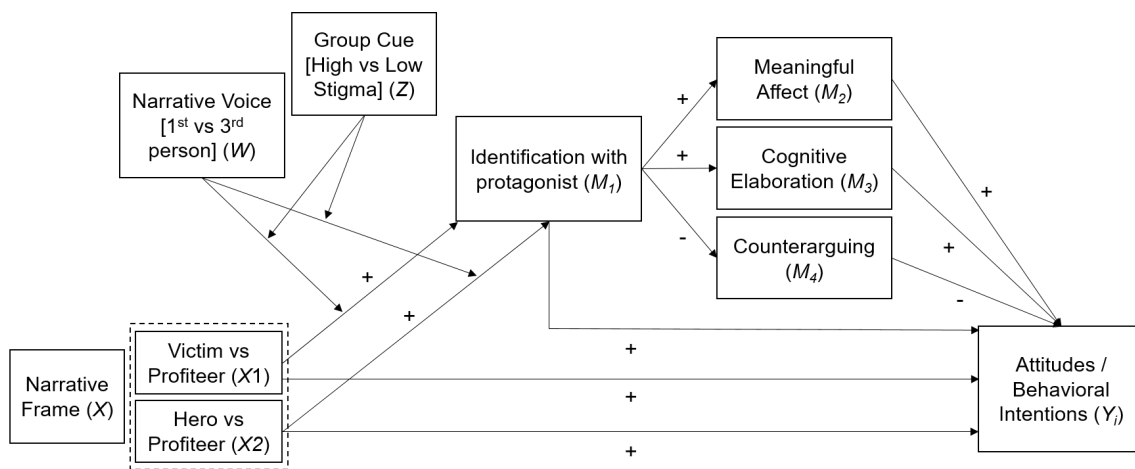 Group Cue
[High vs Low
Stigma] (Z)
Narrative Voice
[1st vs 3rd
person] (W)
Identification with
protagonist (M1)
Meaningful
Affect (M2)
Cognitive
Elaboration (M3)
Counterarguing
(M4)
+
+
-
+
+
-
+
+
Narrative
Frame (X)
Victim vs
Profiteer (X1)
Hero vs
Profiteer (X2)
+
+
+
Attitudes /
Behavioral
Intentions (Yi)